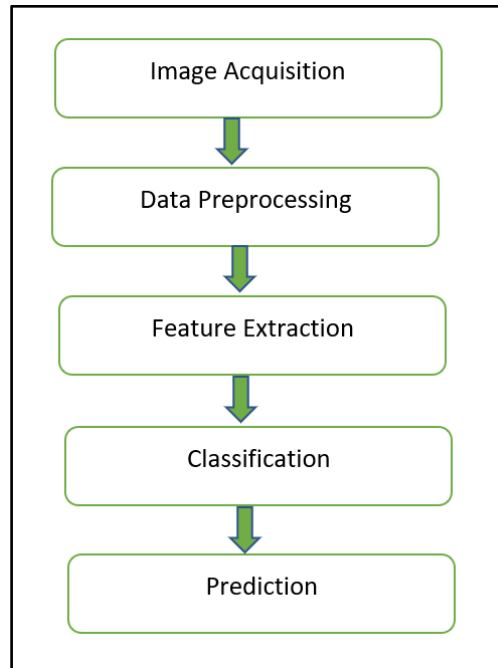 Image Acquisition
Data Preprocessing
Feature Extraction
Classification
Prediction